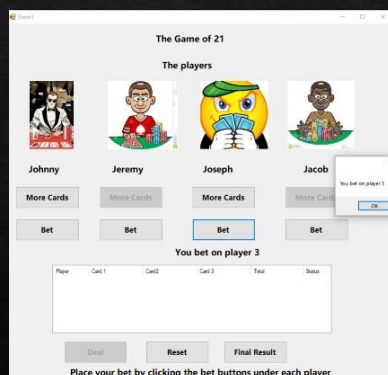 Form1
The Game of 21
The players
Johnny Jeremy Joseph Jacob
More Cards More Cards More Cards More Cards
You bet on player 3
OK
Bet Bet Bet Bet
You bet on player 3
Player Card 1 Card2 Card 3 Total Status
Deal Reset Final Result
Place your bet by clicking the bet buttons under each player